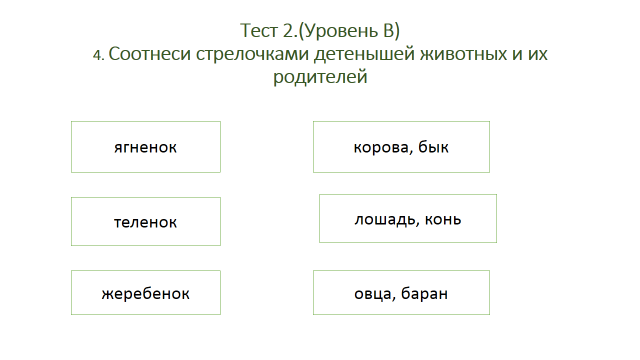 Тест 2.(Уровень В)
4. Соотнеси стрелочками детенышей животных и их
родителей
ягненок
корова, бык
теленок
лошадь, конь
жеребенок
овца, баран